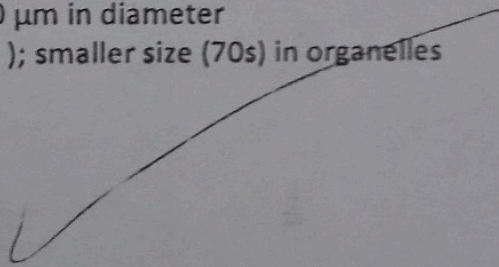 μm in diameter
); smaller size (70s) in organelles